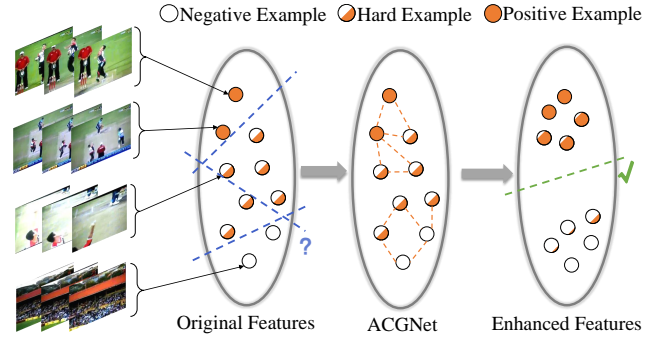 Negative Example Hard Example Positive Example
?
√
Original Features ACGNet Enhanced Features